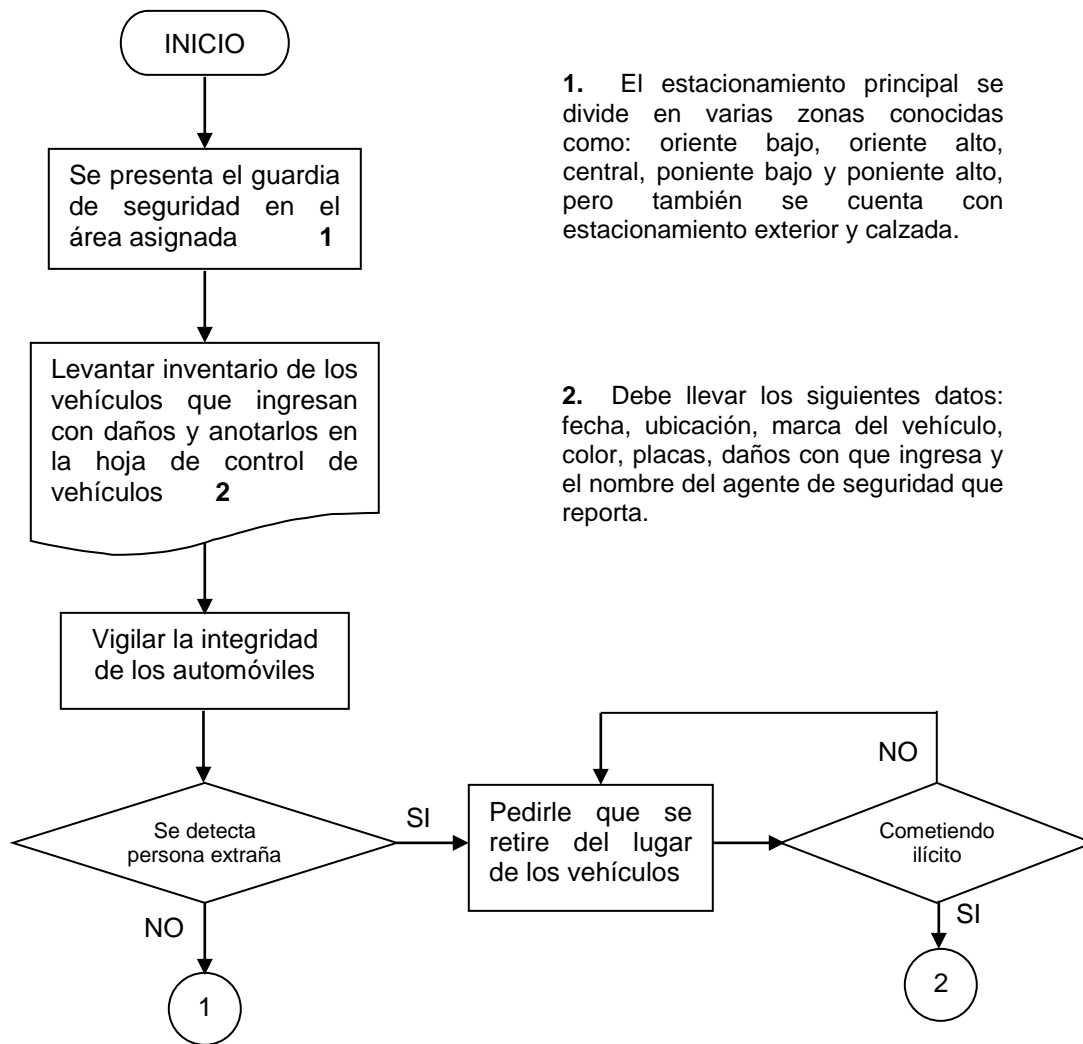 INICIO
1. El estacionamiento principal se
divide en varias zonas conocidas
como: oriente bajo, oriente alto,
central, poniente bajo y poniente alto,
pero también se cuenta con
estacionamiento exterior y calzada.
Se presenta el guardia
de seguridad en el
área asignada 1
Levantar inventario de los
vehículos que ingresan
con daños y anotarlos en
la hoja de control de
vehículos 2
2. Debe llevar los siguientes datos:
fecha, ubicación, marca del vehículo,
color, placas, daños con que ingresa y
el nombre del agente de seguridad que
reporta.
Vigilar la integridad
de los automóviles
Se detecta
persona extraña
SI
NO
1
Pedirle que se
retire del lugar
de los vehículos
Cometiendo
ilícito
NO
SI
2